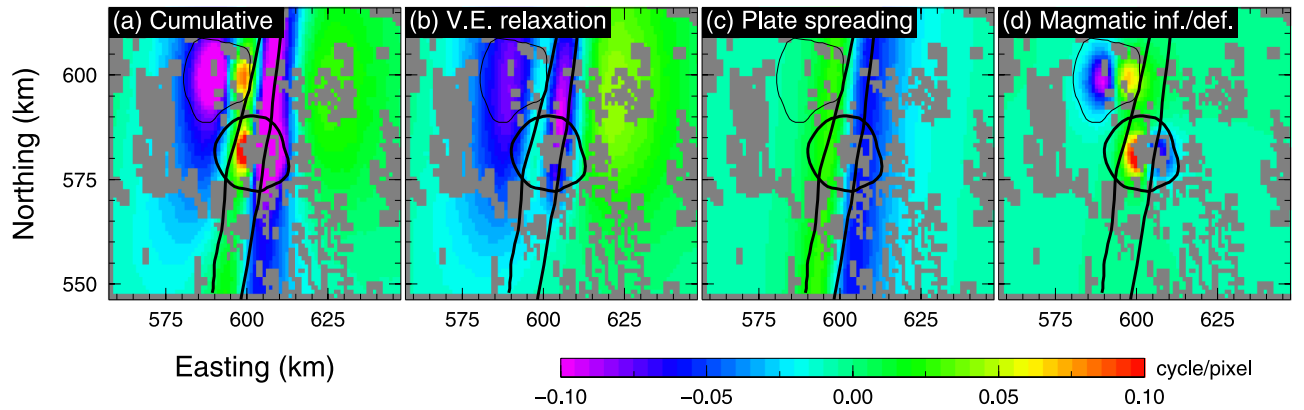 (a) Cumulative (b) V.E. relaxation (c) Plate spreading (d) Magmatic inf./def.
Northing (km)
600
575
550
575 600 625 575 600 625 575 600 625 575 600 625
Easting (km)
cycle/pixel
−0.10 −0.05 0.00 0.05 0.10